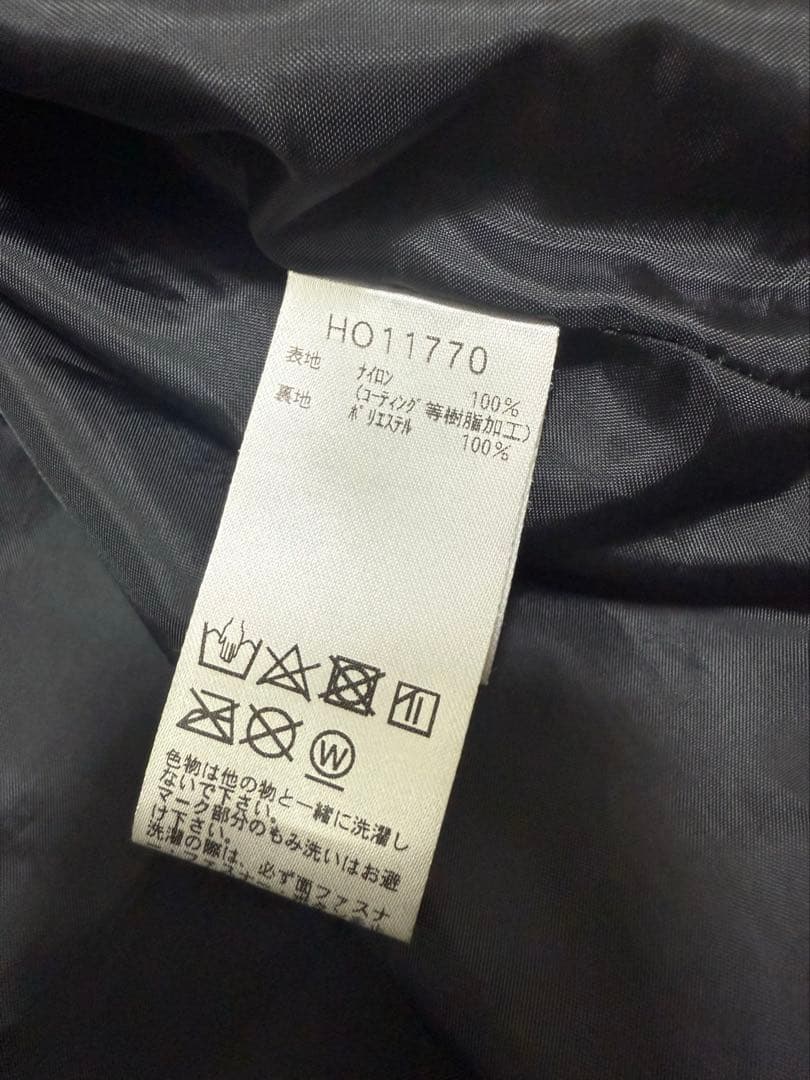 HO11770
表地 ナイロン 100%
(コーティング等樹脂加工)
裏地 ポリエステル 100%
W
色物は他の物と一緒に洗濯し
ないで下さい。
マーク部分のもみ洗いはお避
け下さい。
洗濯の際は、必ず面ファスナ